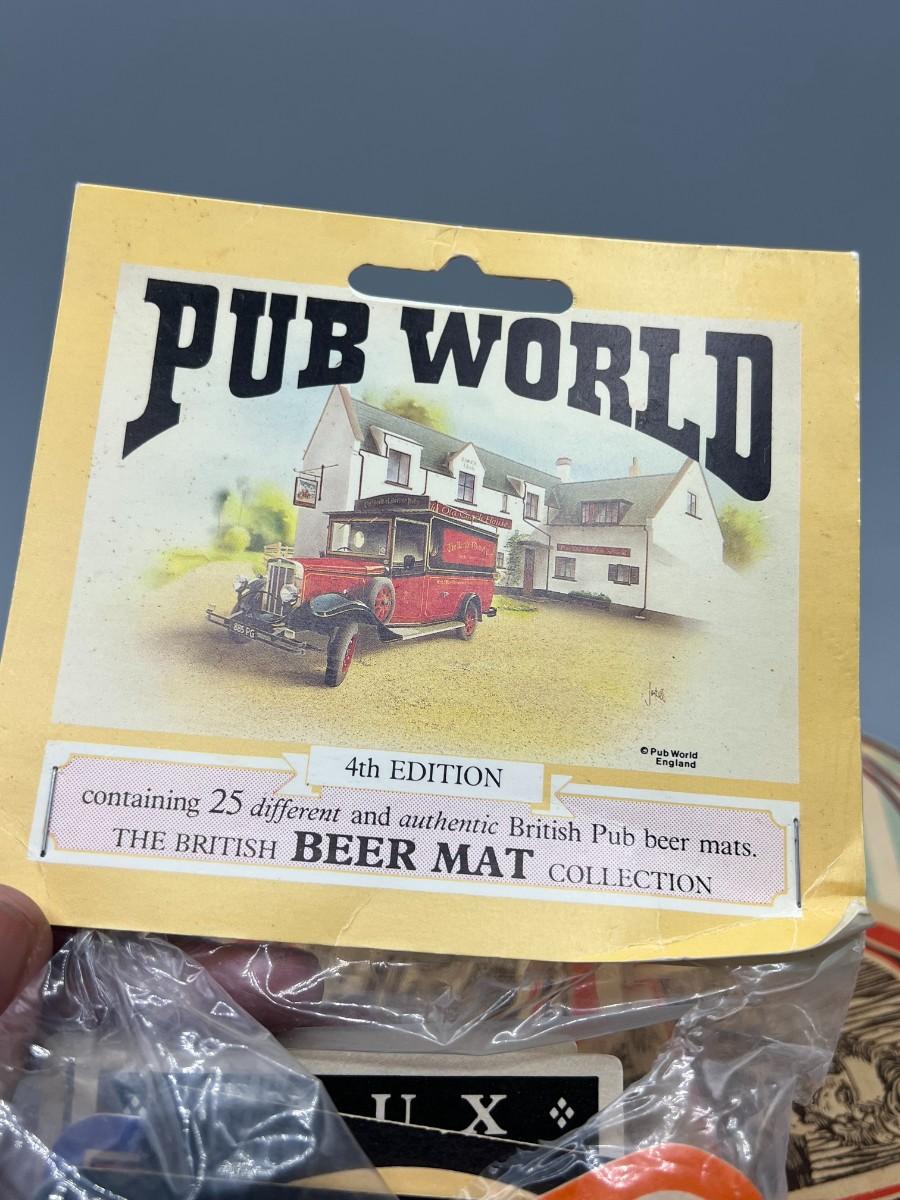 PUB WORLD
© Pub World
England
4th EDITION
containing 25 different and authentic British Pub beer mats.
THE BRITISH BEER MAT COLLECTION
UX